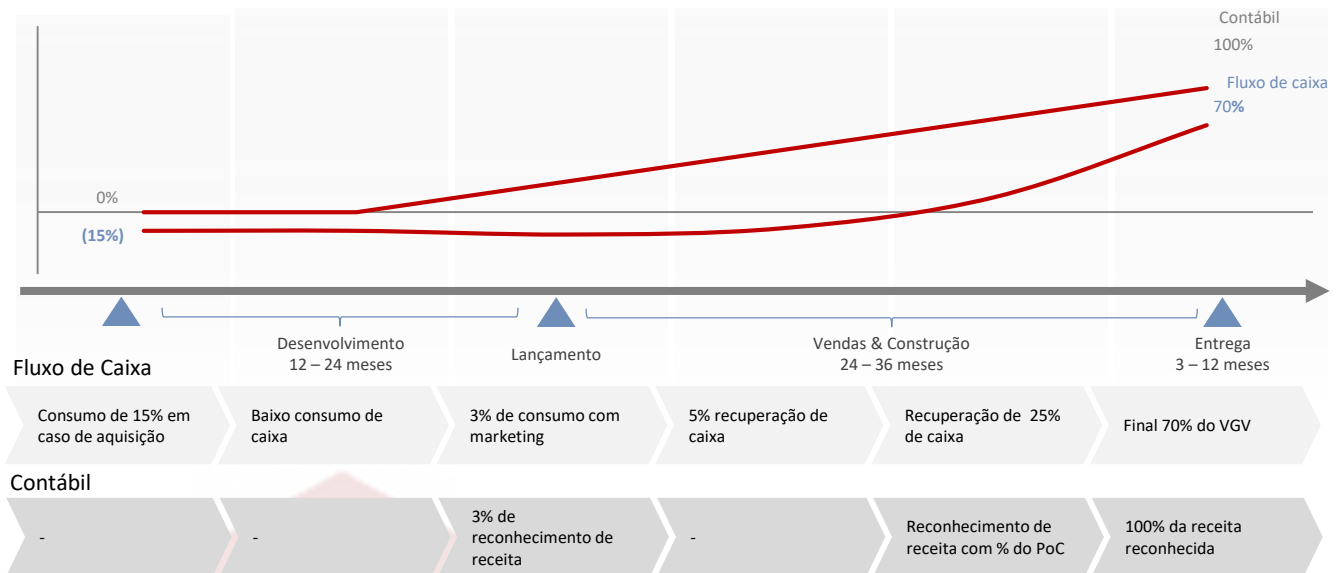 Contábil
100%
Fluxo de caixa
70%
0%
(15%)
Desenvolvimento
12 – 24 meses
Lançamento
Vendas & Construção
24 – 36 meses
Entrega
3 – 12 meses
Fluxo de Caixa
Consumo de 15% em
caso de aquisição
Baixo consumo de
caixa
3% de consumo com
marketing
5% recuperação de
caixa
Recuperação de 25%
de caixa
Final 70% do VGV
Contábil
-
-
3% de
reconhecimento de
receita
-
Reconhecimento de
receita com % do PoC
100% da receita
reconhecida